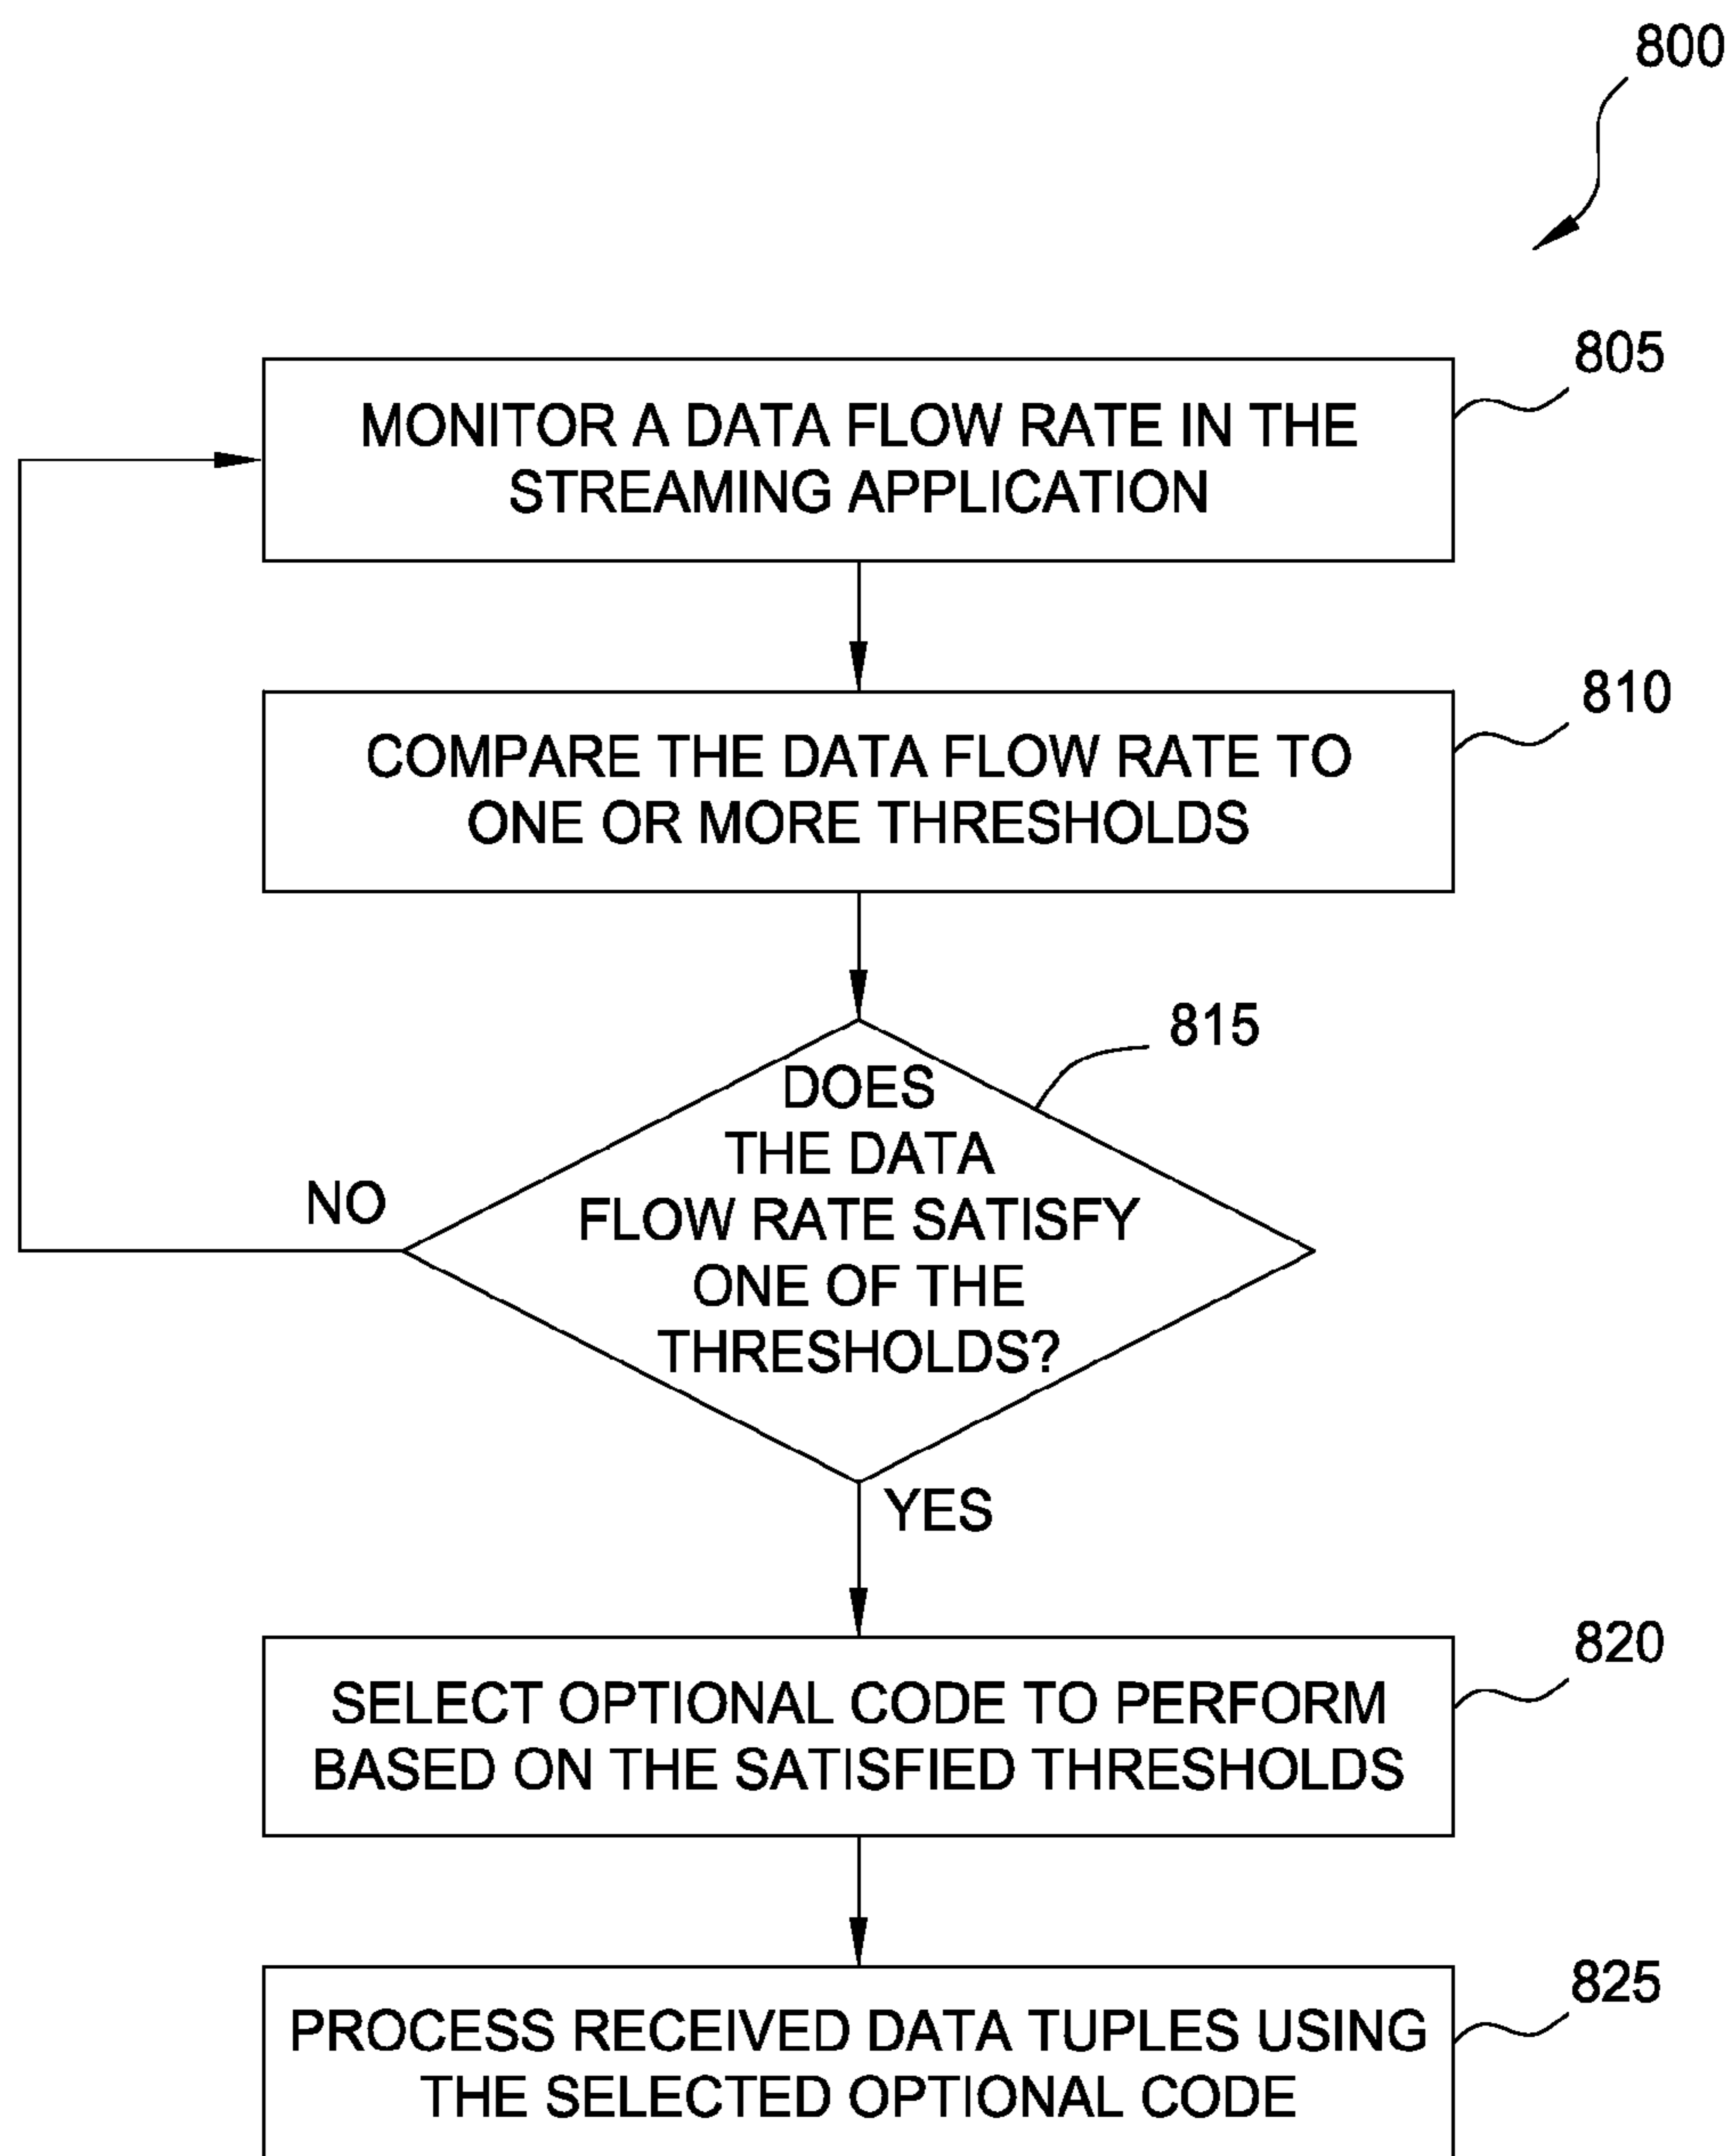 800
805
MONITOR A DATA FLOW RATE IN THE
STREAMING APPLICATION
810
COMPARE THE DATA FLOW RATE TO
ONE OR MORE THRESHOLDS
815
DOES
THE DATA
FLOW RATE SATISFY
ONE OF THE
THRESHOLDS?
NO
YES
820
SELECT OPTIONAL CODE TO PERFORM
BASED ON THE SATISFIED THRESHOLDS
825
PROCESS RECEIVED DATA TUPLES USING
THE SELECTED OPTIONAL CODE